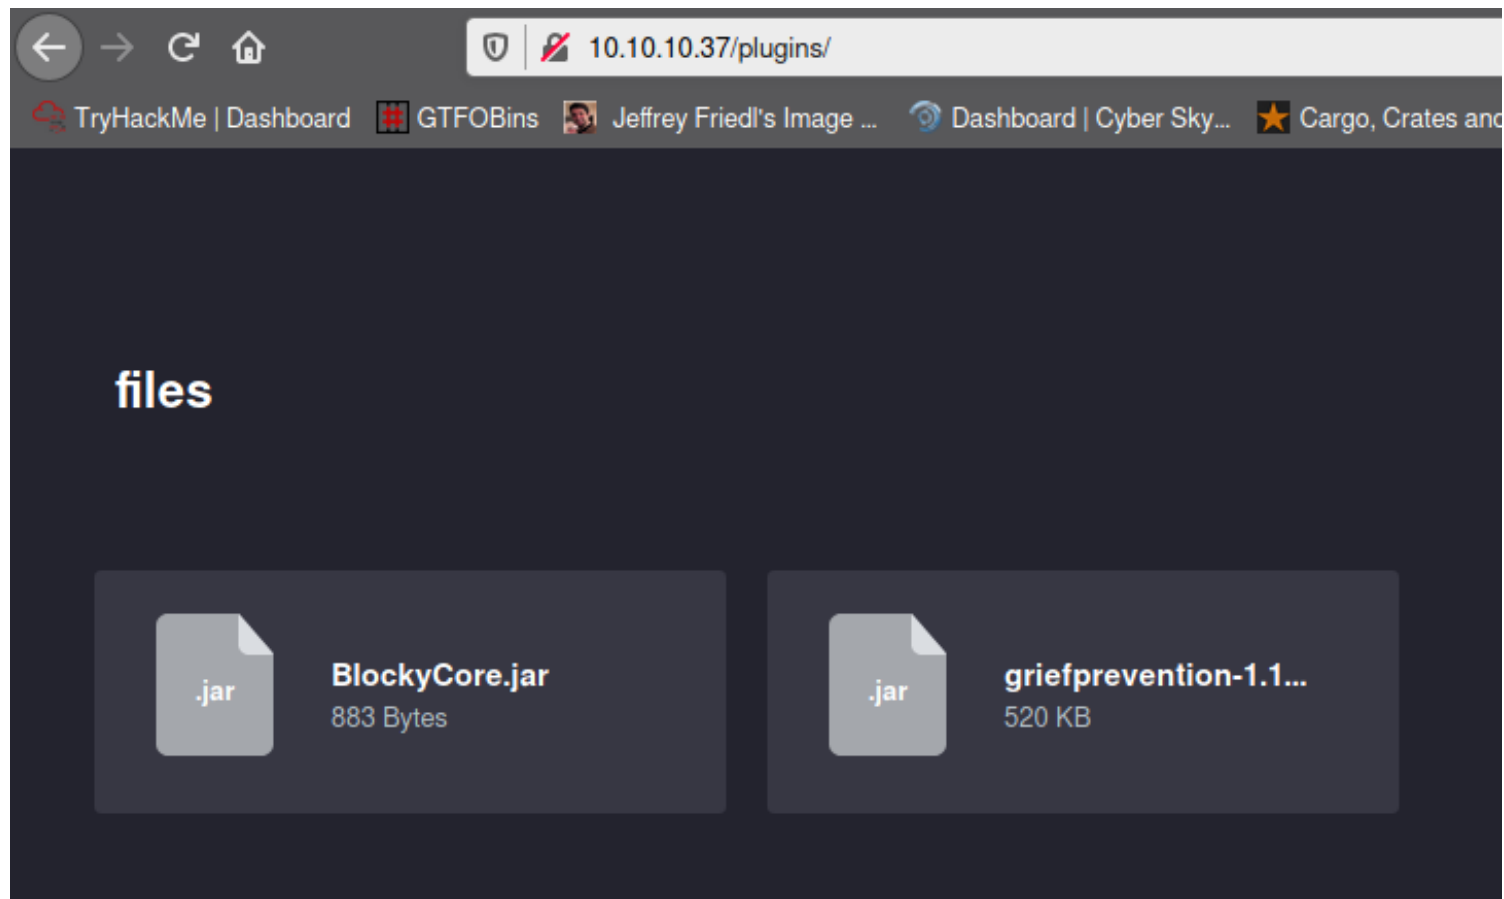 10.10.10.37/plugins/
TryHackMe | Dashboard GTFOBins Jeffrey Friedl's Image ... Dashboard | Cyber Sky... Cargo, Crates and
files
.jar
BlockyCore.jar
883 Bytes
.jar
griefprevention-1.1...
520 KB